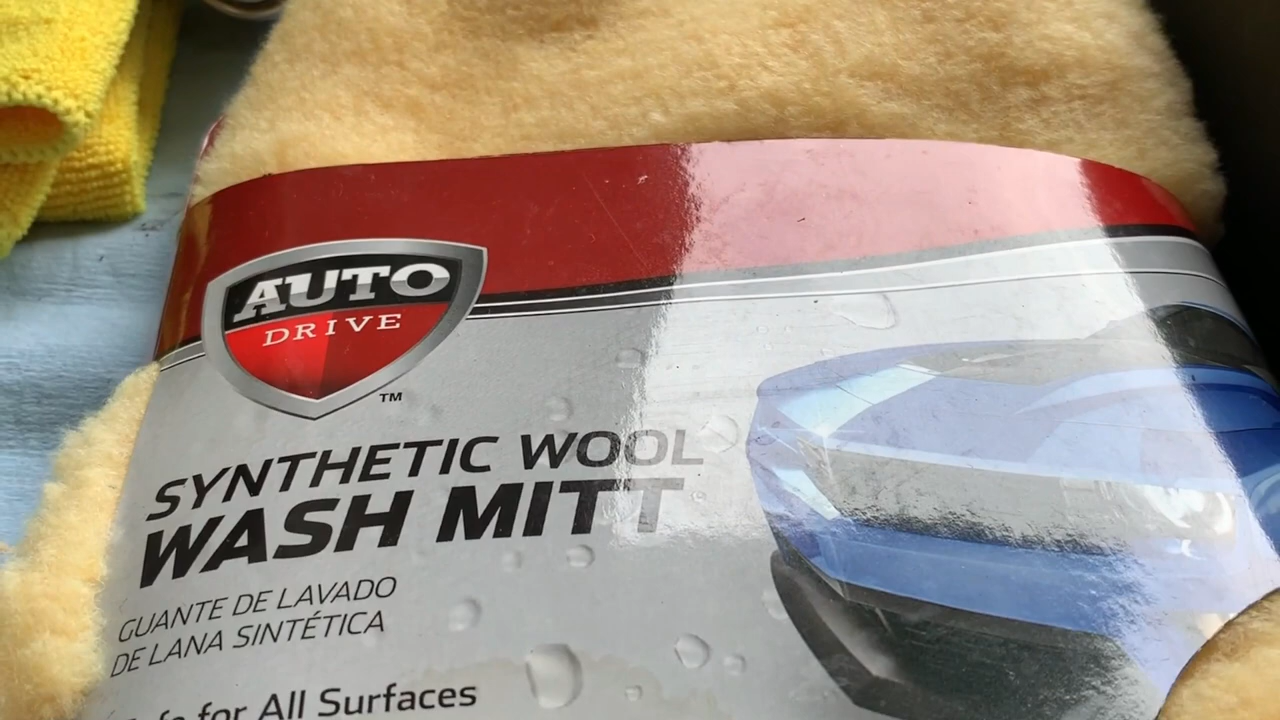 AUTO
DRIVE
TM
SYNTHETIC WOOL
WASH MITT
GUANTE DE LAVADO
DE LANA SINTÉTICA
for All Surfaces